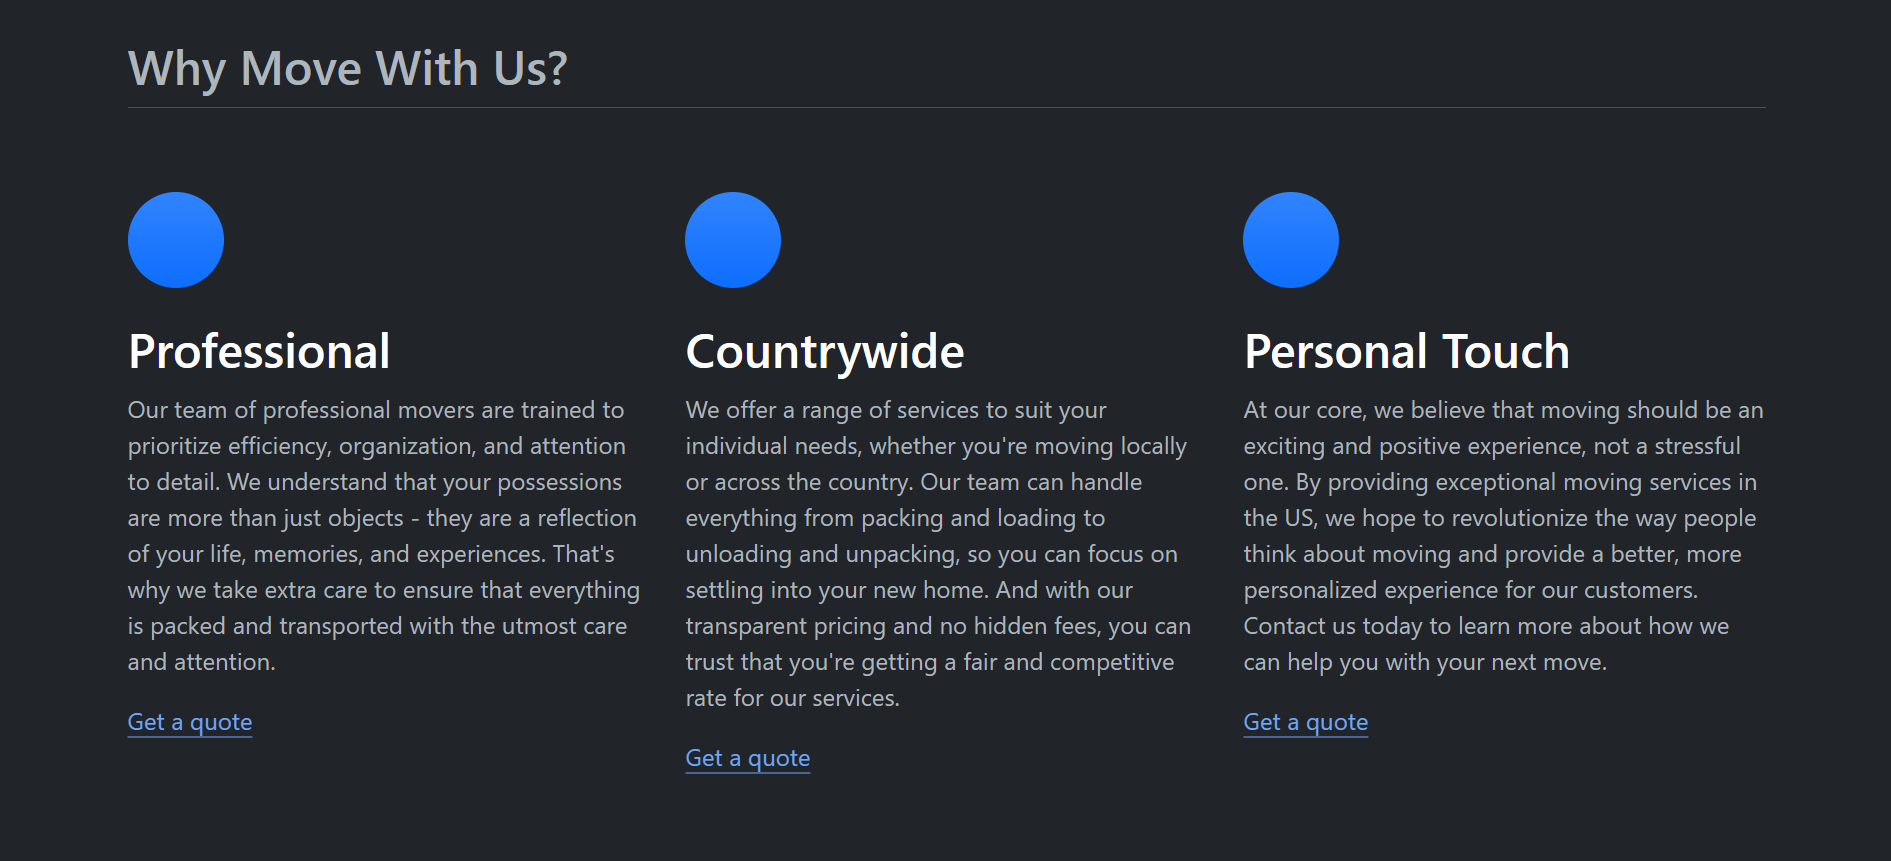 Why Move With Us?
Professional
Our team of professional movers are trained to
prioritize efficiency, organization, and attention
to detail. We understand that your possessions
are more than just objects - they are a reflection
of your life, memories, and experiences. That's
why we take extra care to ensure that everything
is packed and transported with the utmost care
and attention.
Get a quote
Countrywide
We offer a range of services to suit your
individual needs, whether you're moving locally
or across the country. Our team can handle
everything from packing and loading to
unloading and unpacking, so you can focus on
settling into your new home. And with our
transparent pricing and no hidden fees, you can
trust that you're getting a fair and competitive
rate for our services.
Get a quote
Personal Touch
At our core, we believe that moving should be an
exciting and positive experience, not a stressful
one. By providing exceptional moving services in
the US, we hope to revolutionize the way people
think about moving and provide a better, more
personalized experience for our customers.
Contact us today to learn more about how we
can help you with your next move.
Get a quote